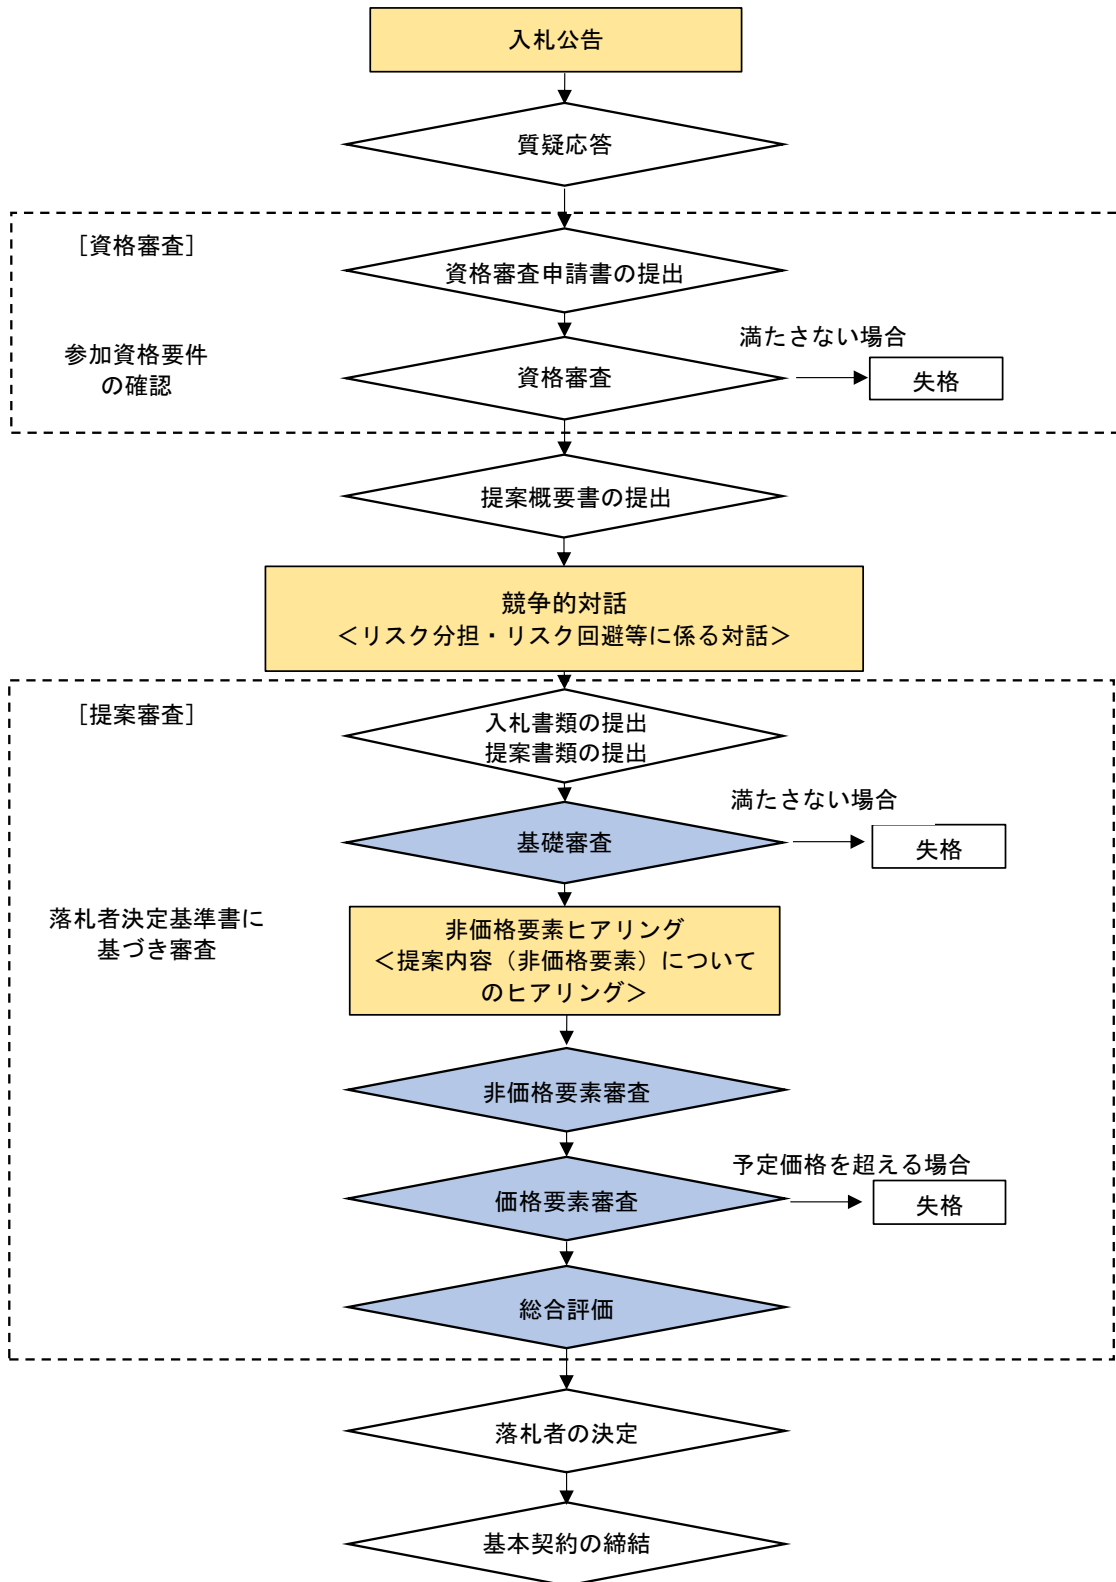 入札公告
質疑応答
［資格審査］
資格審査申請書の提出
満たさない場合
参加資格要件
の確認
資格審査
失格
提案概要書の提出
競争的対話
＜リスク分担・リスク回避等に係る対話＞
［提案審査］
入札書類の提出
提案書類の提出
満たさない場合
基礎審査
失格
落札者決定基準書に
基づき審査
非価格要素ヒアリング
＜提案内容（非価格要素）について
のヒアリング＞
非価格要素審査
予定価格を超える場合
価格要素審査
失格
総合評価
落札者の決定
基本契約の締結